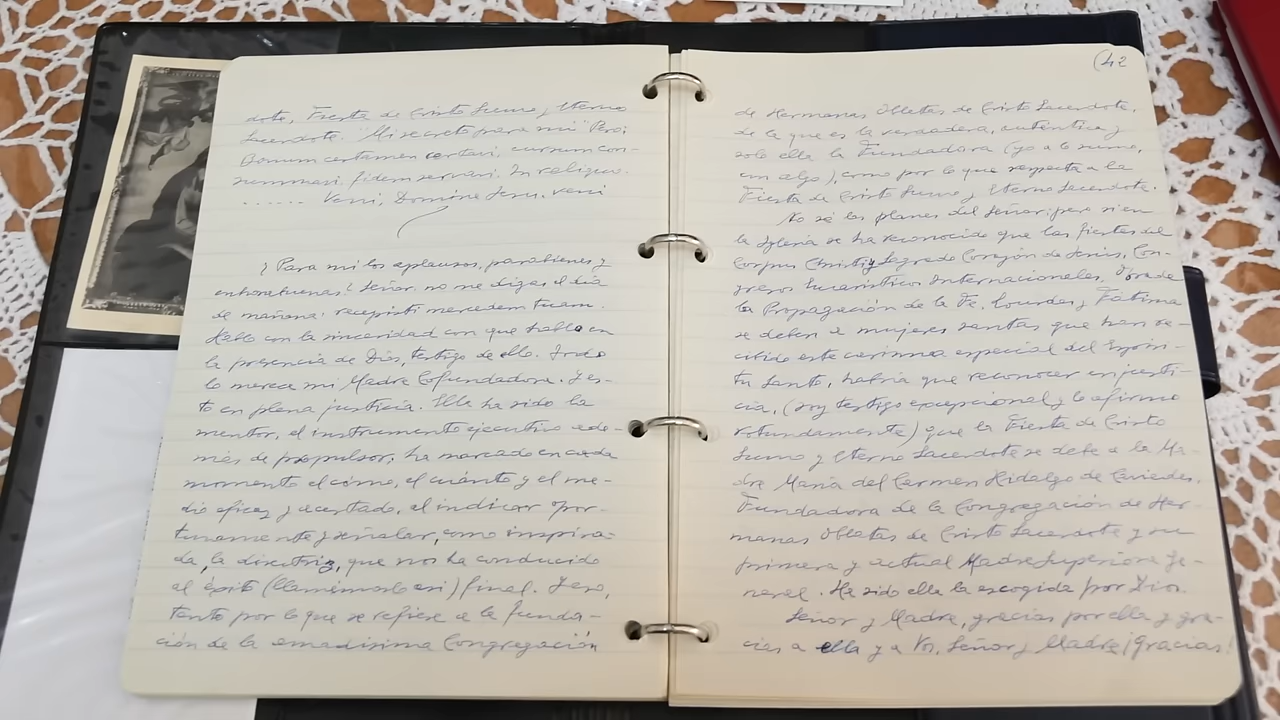 dote, Fiesta de Cristo Sumo y Eterno
Sacerdote. "Mi secreto para mí" Pero;
Bonum certamen certavi, cursum con-
summavi, fidem servavi. In reliquo.
...... Veni, Domine Jesu, veni
¿Para mí los aplausos, parabienes y
enhorabuenas? Señor, no me digas el día
de mañana: recepisti mercedem tuam.
Hablo con la sinceridad con que hablo en
la presencia de Dios, testigo de ello. Todo
lo merece mi Madre Cofundadora. Y es-
to en plena justicia. Ella ha sido la
mentor, el instrumento ejecutivo ade-
más de propulsor; ha marcado en cada
momento el cómo, el cuánto y el me-
dio eficaz y acertado, al indicar opor-
tunamente y señalar, como inspira-
da, la directriz, que nos ha conducido
al éxito (llamémoslo así) final. Y eso,
tanto por lo que se refiere a la funda-
ción de la amadísima Congregación
(42
de Hermanas Oblatas de Cristo Sacerdote,
de la que es la verdadera, auténtica y
sola ella la Fundadora (yo a lo sumo,
con algo), como por lo que respecta a la
Fiesta de Cristo Sumo y Eterno Sacerdote.
No sé los planes del Señor; pero si en
la Iglesia se ha reconocido que las fiestas del
Corpus Christi y Sagrado Corazón de Jesús, Con-
gresos Eucarísticos Internacionales, Obra de
la Propagación de la Fe, Lourdes y Fátima
se deben a mujeres santas que han re-
cibido este carisma especial del Espíri-
tu Santo, habría que reconocer en justi-
cia, (soy testigo excepcional y lo afirmo
rotundamente) que la Fiesta de Cristo
Sumo y Eterno Sacerdote se debe a la Ma-
dre María del Carmen Hidalgo de Caviedes,
Fundadora de la Congregación de Her-
manas Oblatas de Cristo Sacerdote y su
primera y actual Madre Superiora Ge-
neral. Ha sido ella la escogida por Dios.
Señor y Madre, gracias por ella y gra-
cias a ella y a Vos, Señor y Madre ¡Gracias!